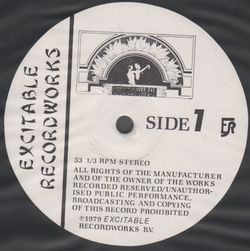 EXCITABLE
RECORDWORKS
SIDE 1
33 1/3 RPM-STEREO
ALL RIGHTS OF THE MANUFACTURER
AND OF THE OWNER OF THE WORKS
RECORDED RESERVED/UNAUTHOR-
ISED PUBLIC PERFORMANCE,
BROADCASTING AND COPYING
OF THIS RECORD PROHIBITED
℗1979 EXCITABLE
RECORDWORKS B.V.